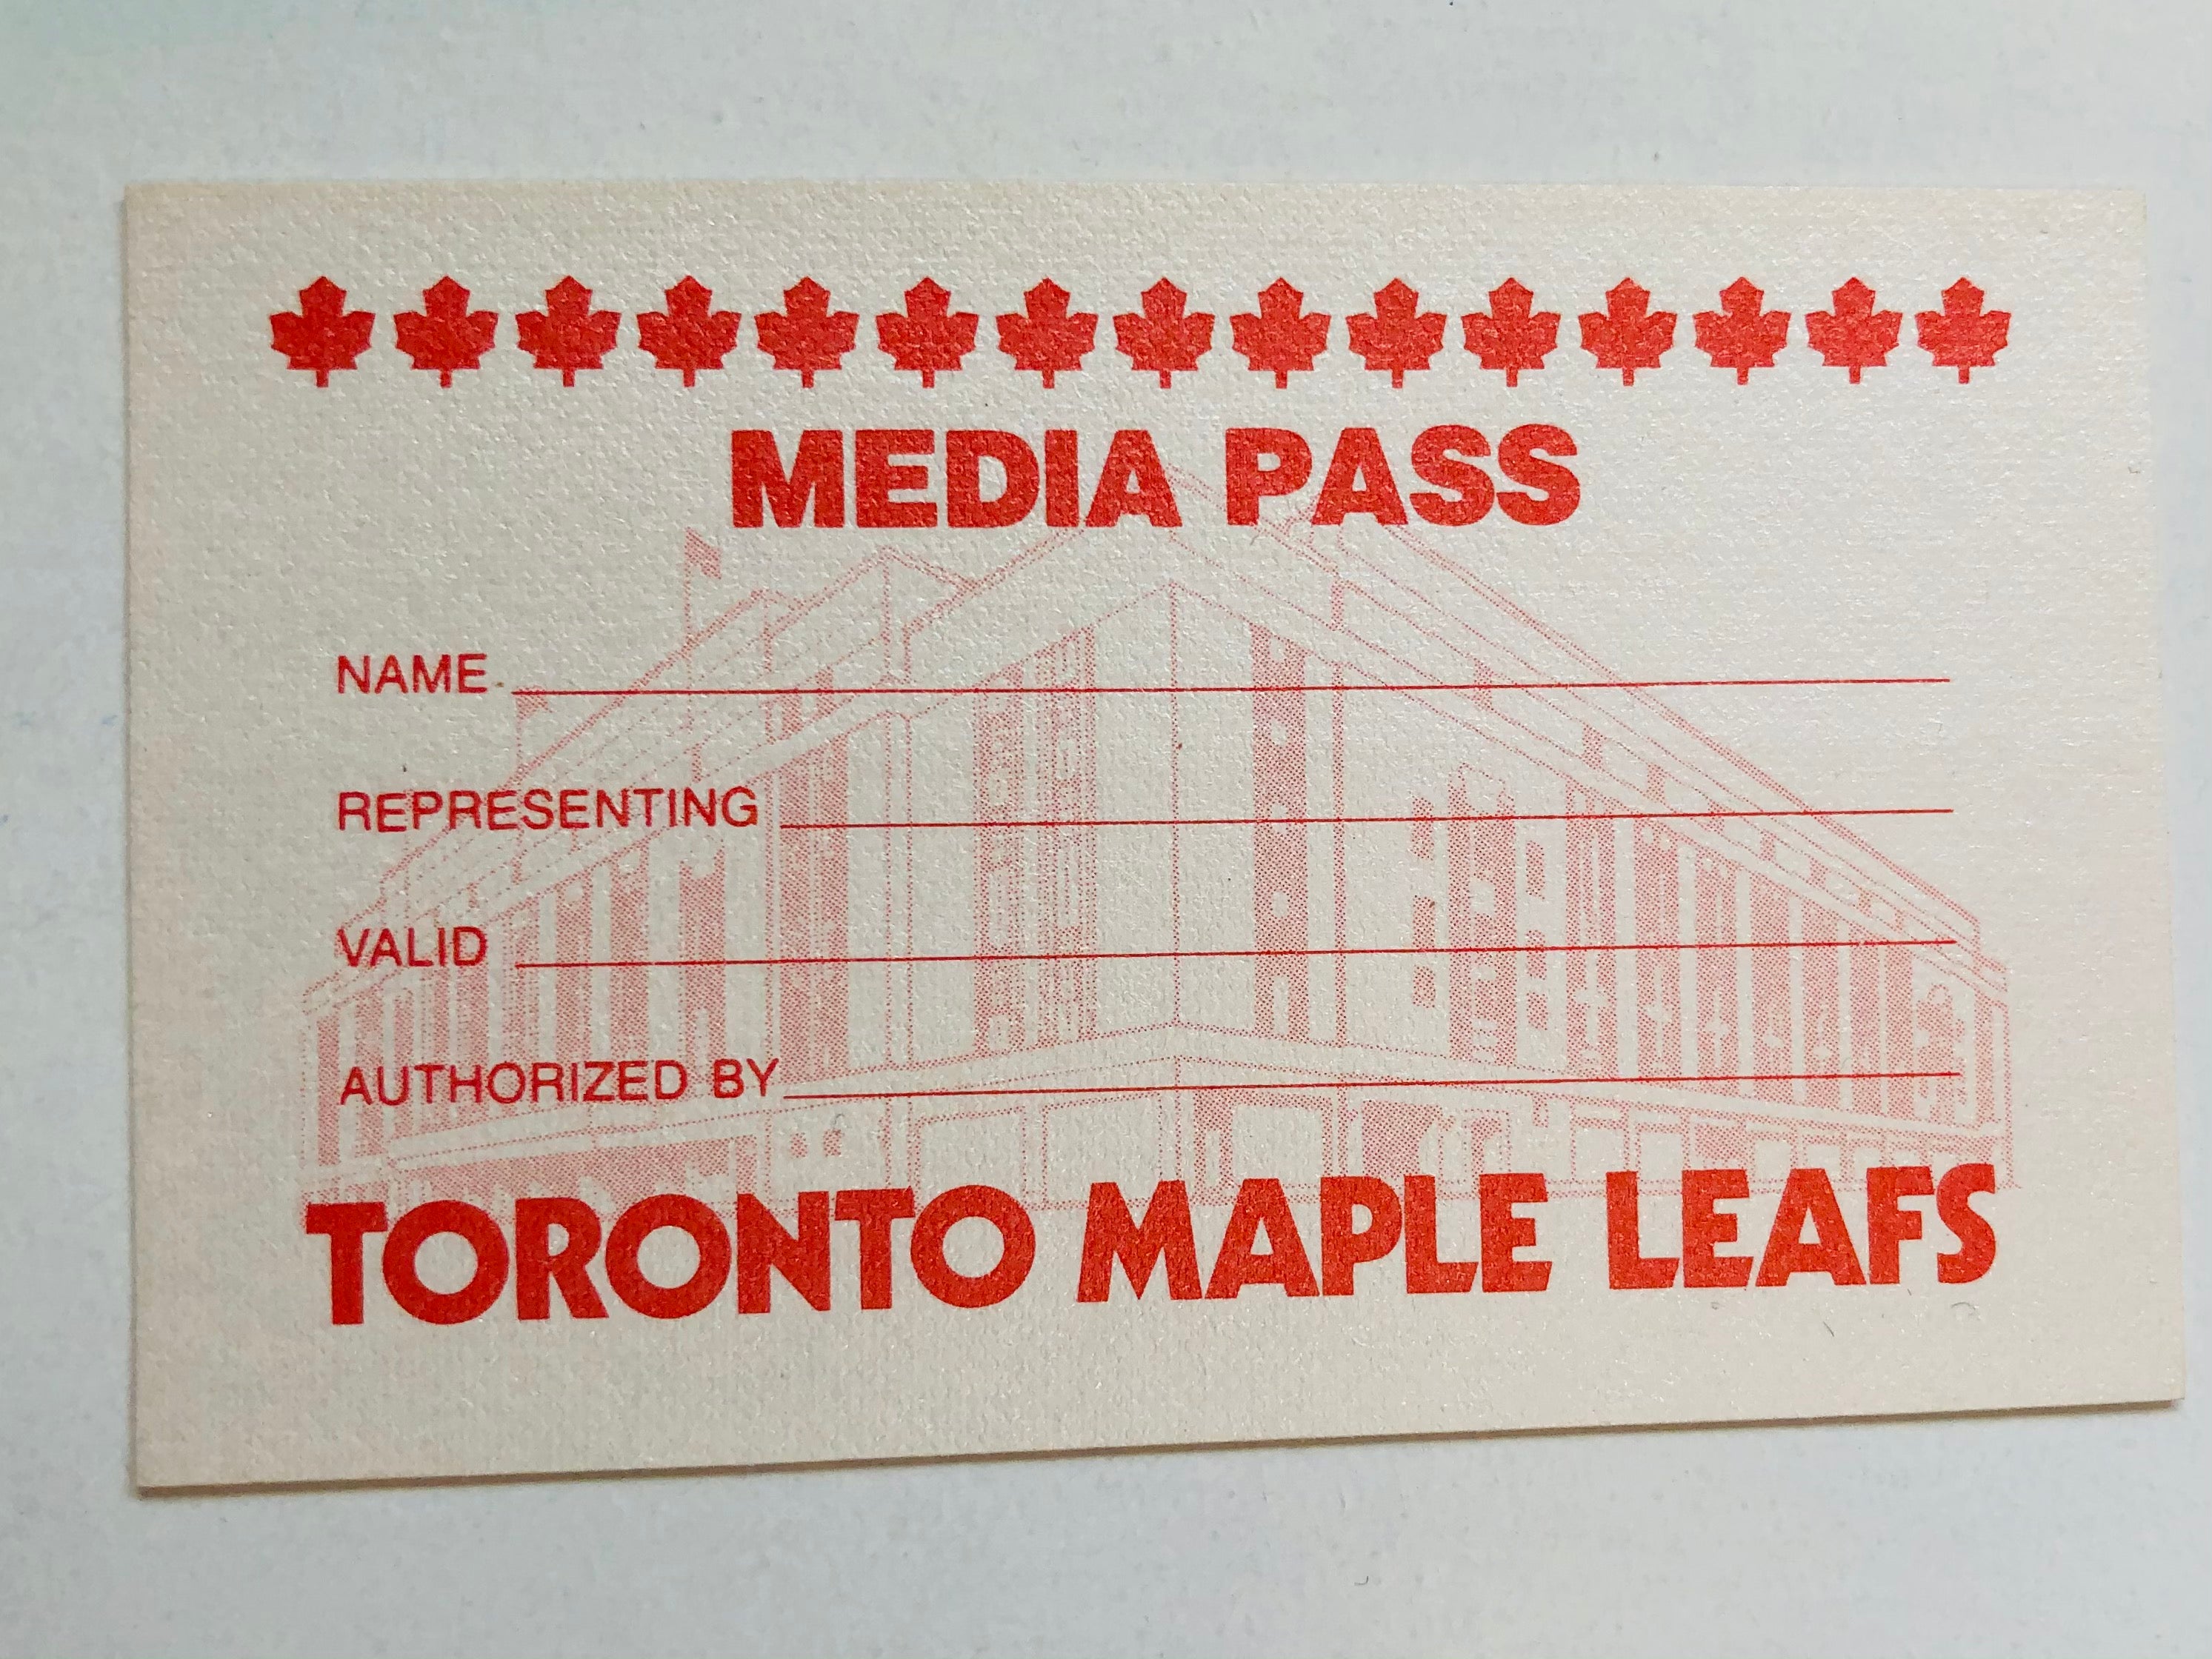 MEDIA PASS
NAME
REPRESENTING
VALID
AUTHORIZED BY
TORONTO MAPLE LEAFS